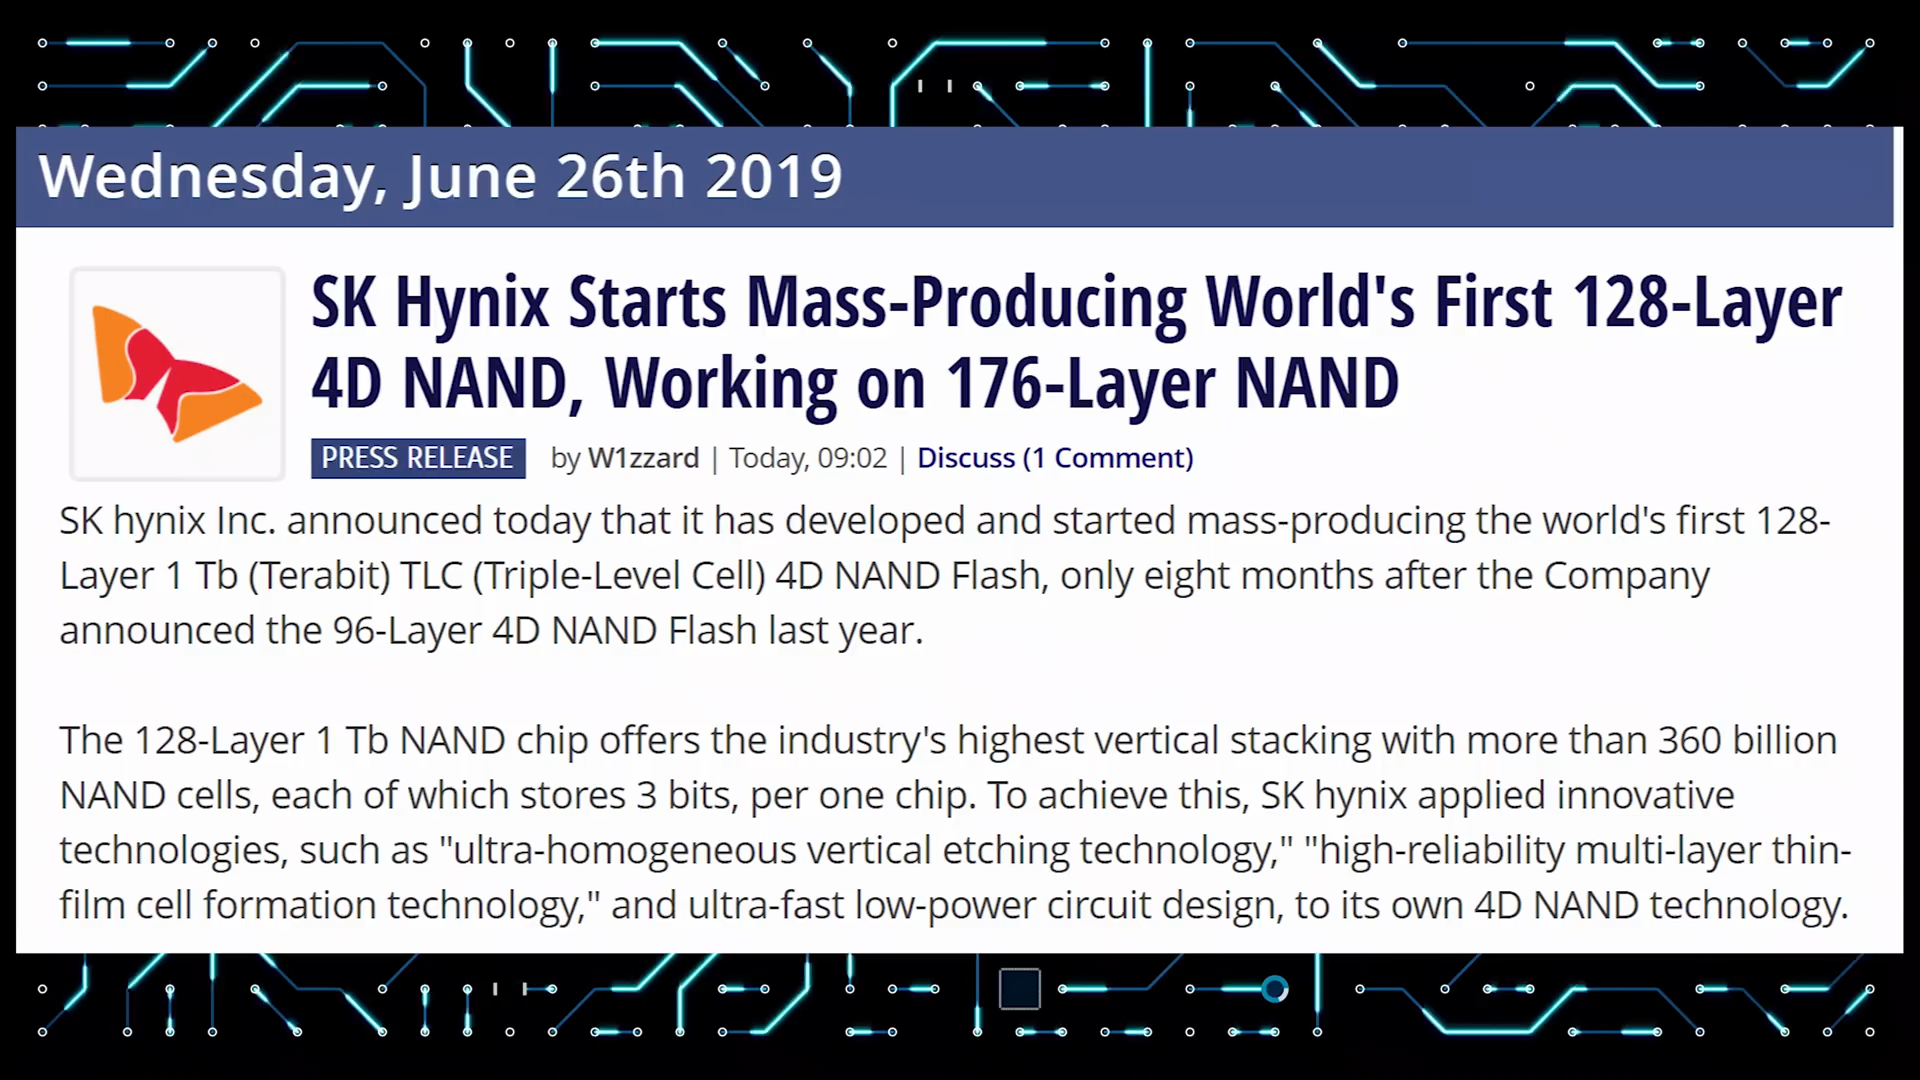 Wednesday, June 26th 2019
SK Hynix Starts Mass-Producing World's First 128-Layer
4D NAND, Working on 176-Layer NAND
PRESS RELEASE by W1zzard | Today, 09:02 | Discuss (1 Comment)
SK hynix Inc. announced today that it has developed and started mass-producing the world's first 128-
Layer 1 Tb (Terabit) TLC (Triple-Level Cell) 4D NAND Flash, only eight months after the Company
announced the 96-Layer 4D NAND Flash last year.
The 128-Layer 1 Tb NAND chip offers the industry's highest vertical stacking with more than 360 billion
NAND cells, each of which stores 3 bits, per one chip. To achieve this, SK hynix applied innovative
technologies, such as "ultra-homogeneous vertical etching technology," "high-reliability multi-layer thin-
film cell formation technology," and ultra-fast low-power circuit design, to its own 4D NAND technology.